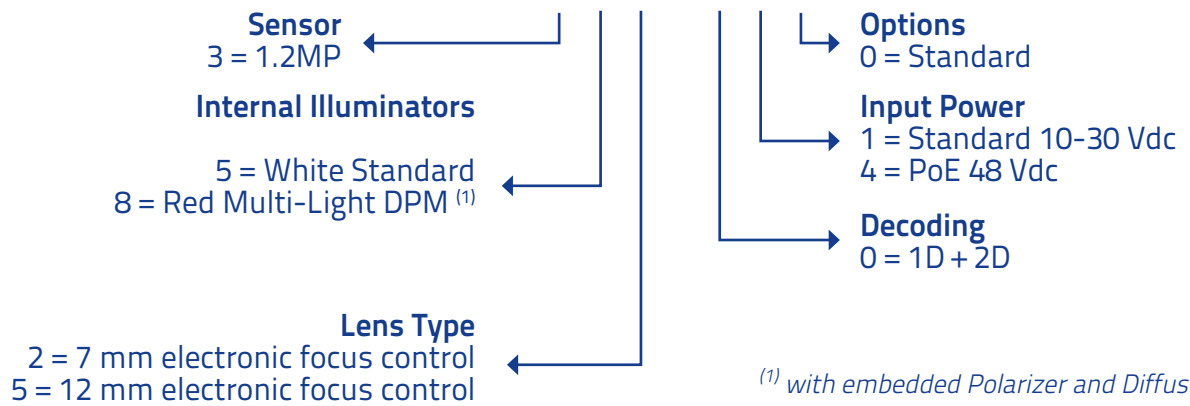 Sensor
3 = 1.2MP
Internal Illuminators
5 = White Standard
8 = Red Multi-Light DPM (1)
Lens Type
2 = 7 mm electronic focus control
5 = 12 mm electronic focus control
Options
0 = Standard
Input Power
1 = Standard 10-30 Vdc
4 = PoE 48 Vdc
Decoding
0 = 1D + 2D
(1) with embedded Polarizer and Diffus